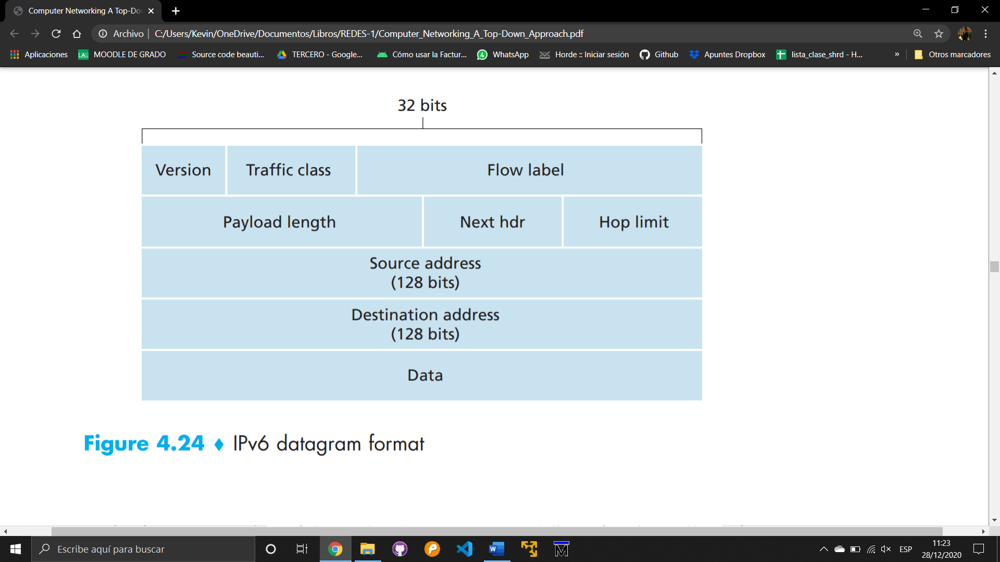 Computer Networking A Top-Do
Archivo | C:/Users/Kevin/OneDrive/Documentos/Libros/REDES-1/Computer_Networking_A_Top-Down_Approach.pdf
Aplicaciones MOODLE DE GRADO Source code beauti... TERCERO - Google... Cómo usar la Factur... WhatsApp Horde :: Iniciar sesión Github Apuntes Dropbox lista_clase_shrd - H... » Otros marcadores
32 bits
Version Traffic class Flow label
Payload length Next hdr Hop limit
Source address
(128 bits)
Destination address
(128 bits)
Data
Figure 4.24 ♦ IPv6 datagram format
Escribe aquí para buscar
ESP
11:23
28/12/2020